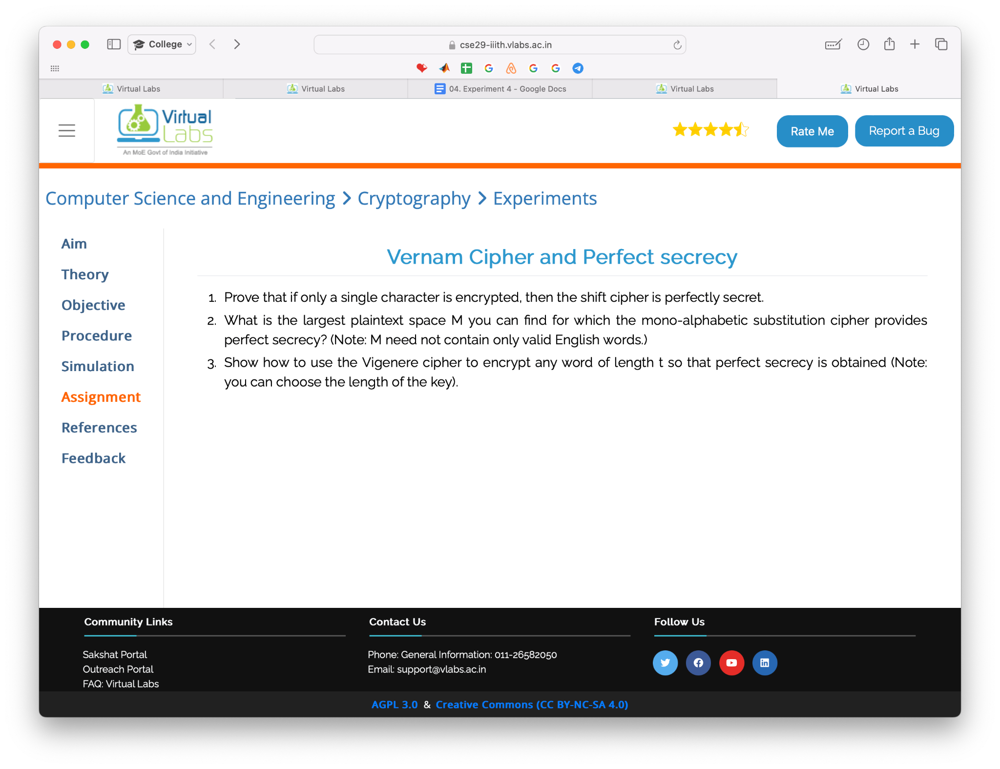 College
cse29-iiith.vlabs.ac.in
Virtual Labs
Virtual Labs
04. Experiment 4 - Google Docs
Virtual Labs
Virtual Labs
Virtual
Labs
An MoE Govt of India Initiative
Rate Me
Report a Bug
Computer Science and Engineering > Cryptography > Experiments
Aim
Theory
Objective
Procedure
Simulation
Assignment
References
Feedback
Vernam Cipher and Perfect secrecy
1. Prove that if only a single character is encrypted, then the shift cipher is perfectly secret.
2. What is the largest plaintext space M you can find for which the mono-alphabetic substitution cipher provides
perfect secrecy? (Note: M need not contain only valid English words.)
3. Show how to use the Vigenere cipher to encrypt any word of length t so that perfect secrecy is obtained (Note:
you can choose the length of the key).
Community Links
Sakshat Portal
Outreach Portal
FAQ: Virtual Labs
Contact Us
Phone: General Information: 011-26582050
Email: support@vlabs.ac.in
Follow Us
AGPL 3.0 & Creative Commons (CC BY-NC-SA 4.0)